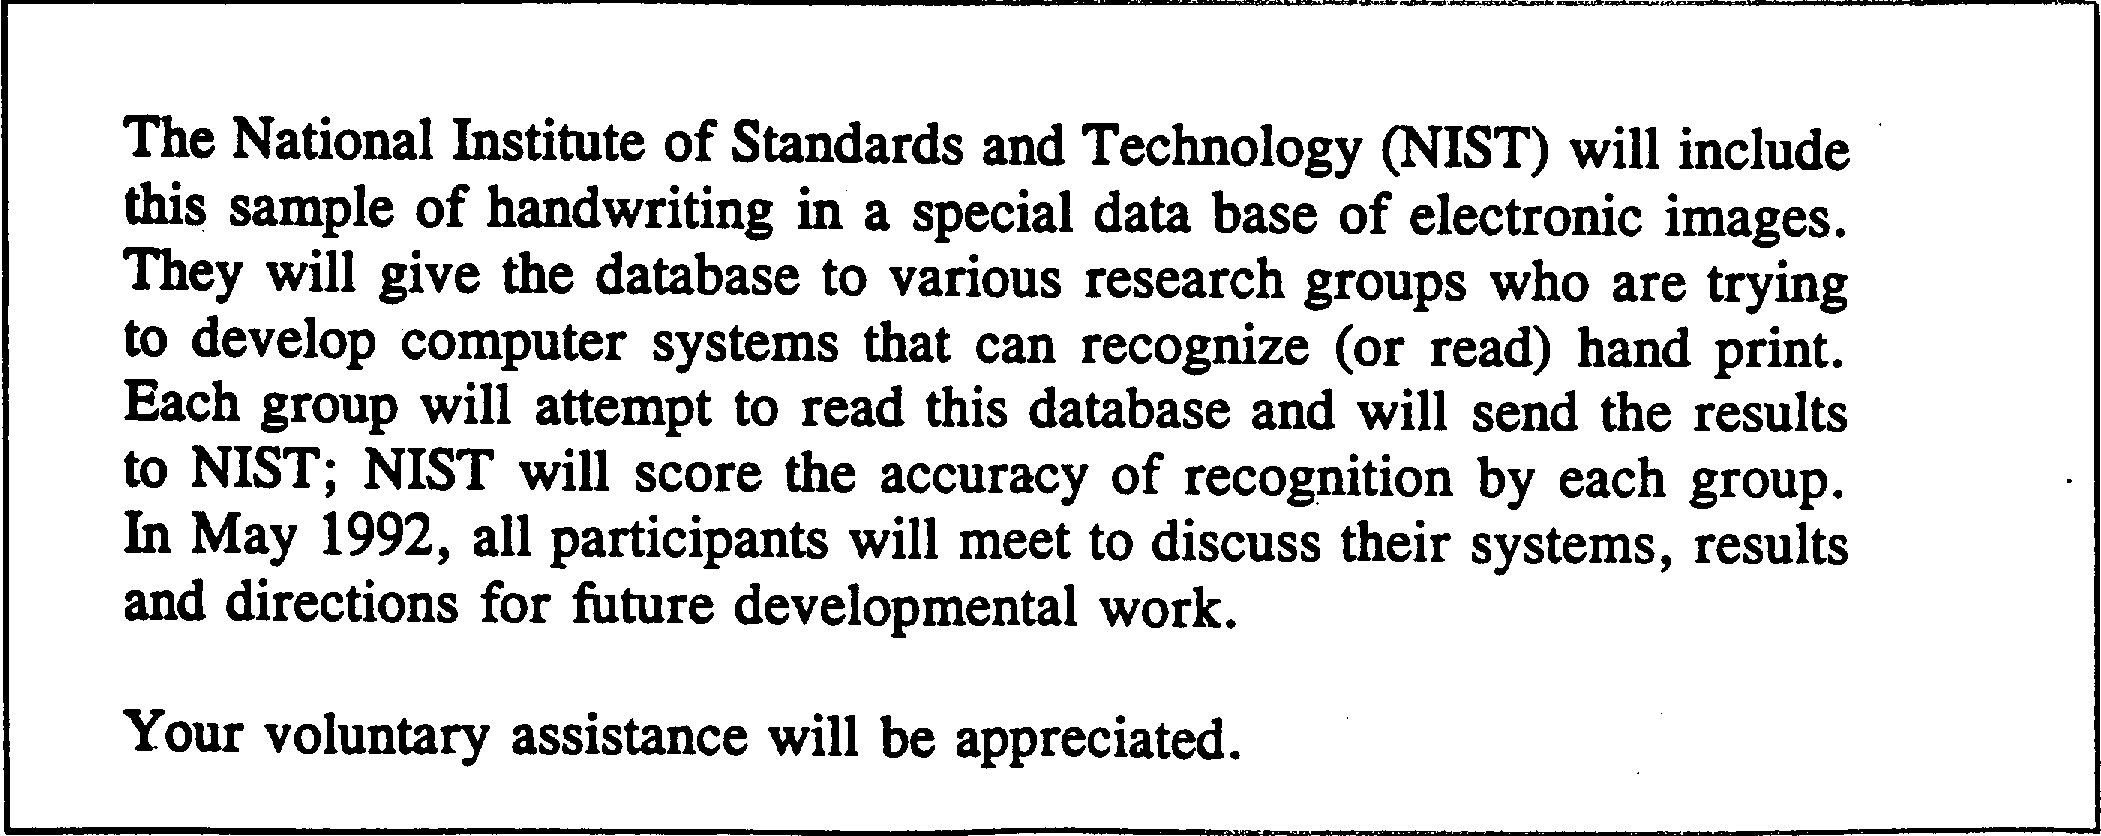 The National Institute of Standards and Technology (NIST) will include
this sample of handwriting in a special data base of electronic images.
They will give the database to various research groups who are trying
to develop computer systems that can recognize (or read) hand print.
Each group will attempt to read this database and will send the results
to NIST; NIST will score the accuracy of recognition by each group.
In May 1992, all participants will meet to discuss their systems, results
and directions for future developmental work.
Your voluntary assistance will be appreciated.